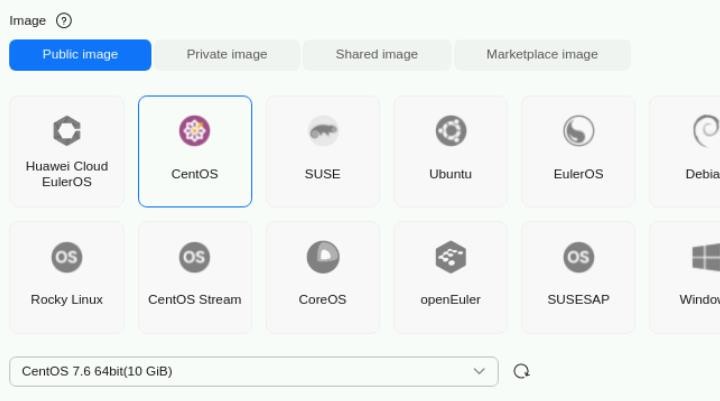 Image ?
Public image Private image Shared image Marketplace image
Huawei Cloud
EulerOS
CentOS
SUSE
Ubuntu
EulerOS
Debia
OS
Rocky Linux
OS
CentOS Stream
CoreOS
openEuler
OS
SUSESAP
Windo
CentOS 7.6 64bit(10 GiB)